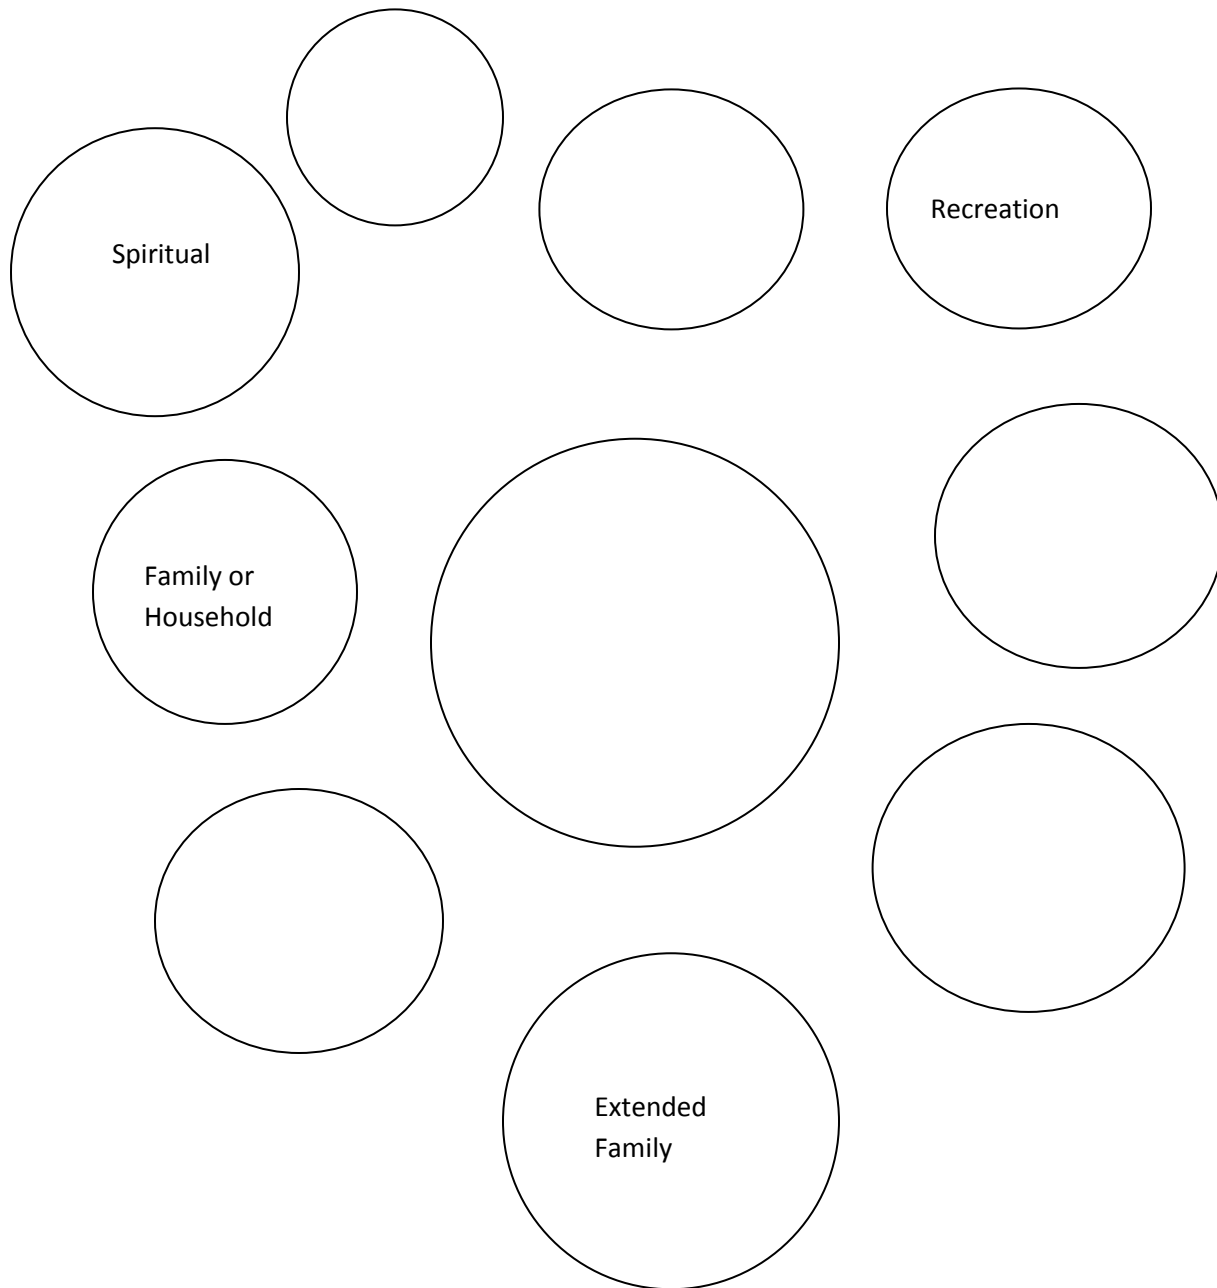 Recreation
Spiritual
Family or
Household
Extended
Family